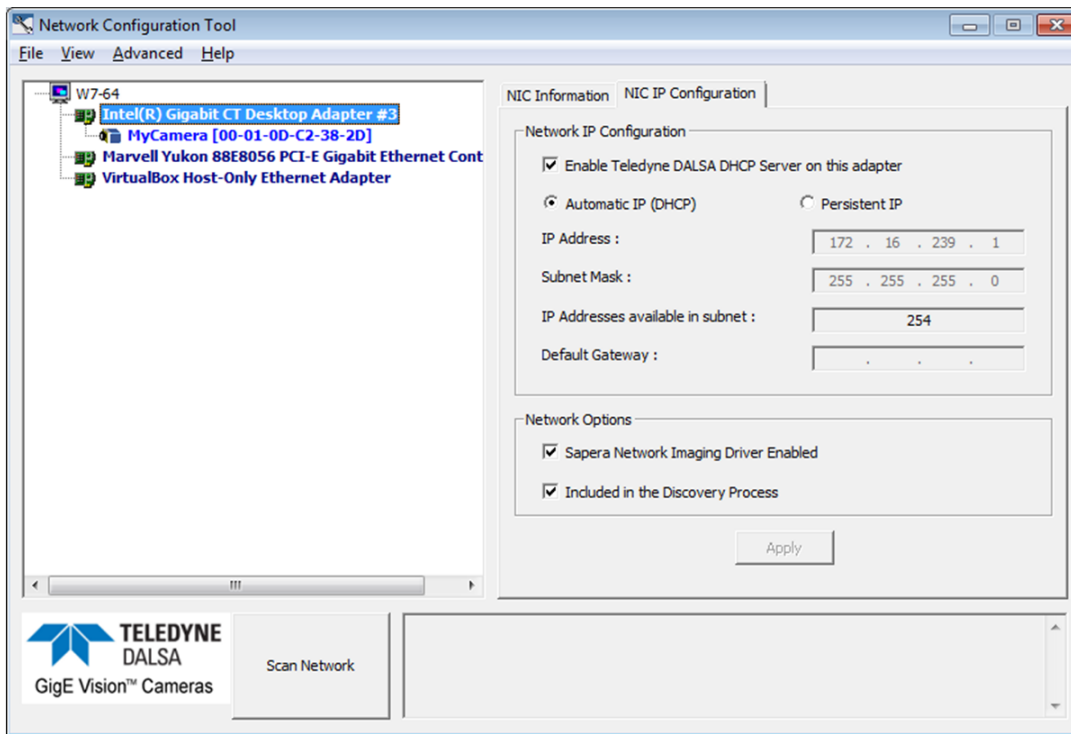 Network Configuration Tool
File View Advanced Help
W7-64
Intel(R) Gigabit CT Desktop Adapter #3
MyCamera [00-01-0D-C2-38-2D]
Marvell Yukon 88E8056 PCI-E Gigabit Ethernet Cont
VirtualBox Host-Only Ethernet Adapter
NIC Information NIC IP Configuration
Network IP Configuration
Enable Teledyne DALSA DHCP Server on this adapter
Automatic IP (DHCP) Persistent IP
IP Address : 172 . 16 . 239 . 1
Subnet Mask : 255 . 255 . 255 . 0
IP Addresses available in subnet : 254
Default Gateway : . . .
Network Options
Sapera Network Imaging Driver Enabled
Included in the Discovery Process
Apply
TELEDYNE
DALSA
GigE Vision™ Cameras
Scan Network